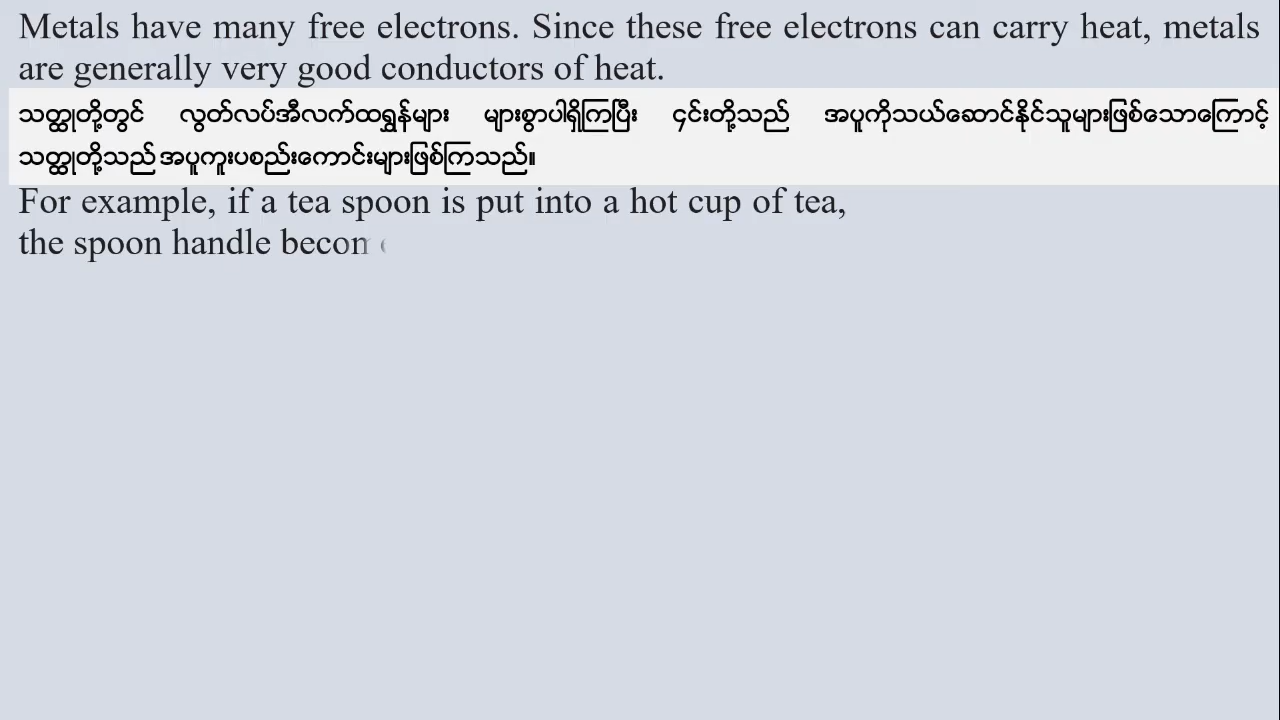 Metals have many free electrons. Since these free electrons can carry heat, metals
are generally very good conductors of heat.
သတ္ထုတို့တွင် လွတ်လပ်အီလက်ထရွှန်များ များစွာပါရှိကြပြီး ၄င်းတို့သည် အပူကိုသယ်ဆောင်နိုင်သူများဖြစ်သောကြောင့်
သတ္ထုတို့သည် အပူကူးပစည်းကောင်းများဖြစ်ကြသည်။
For example, if a tea spoon is put into a hot cup of tea,
the spoon handle